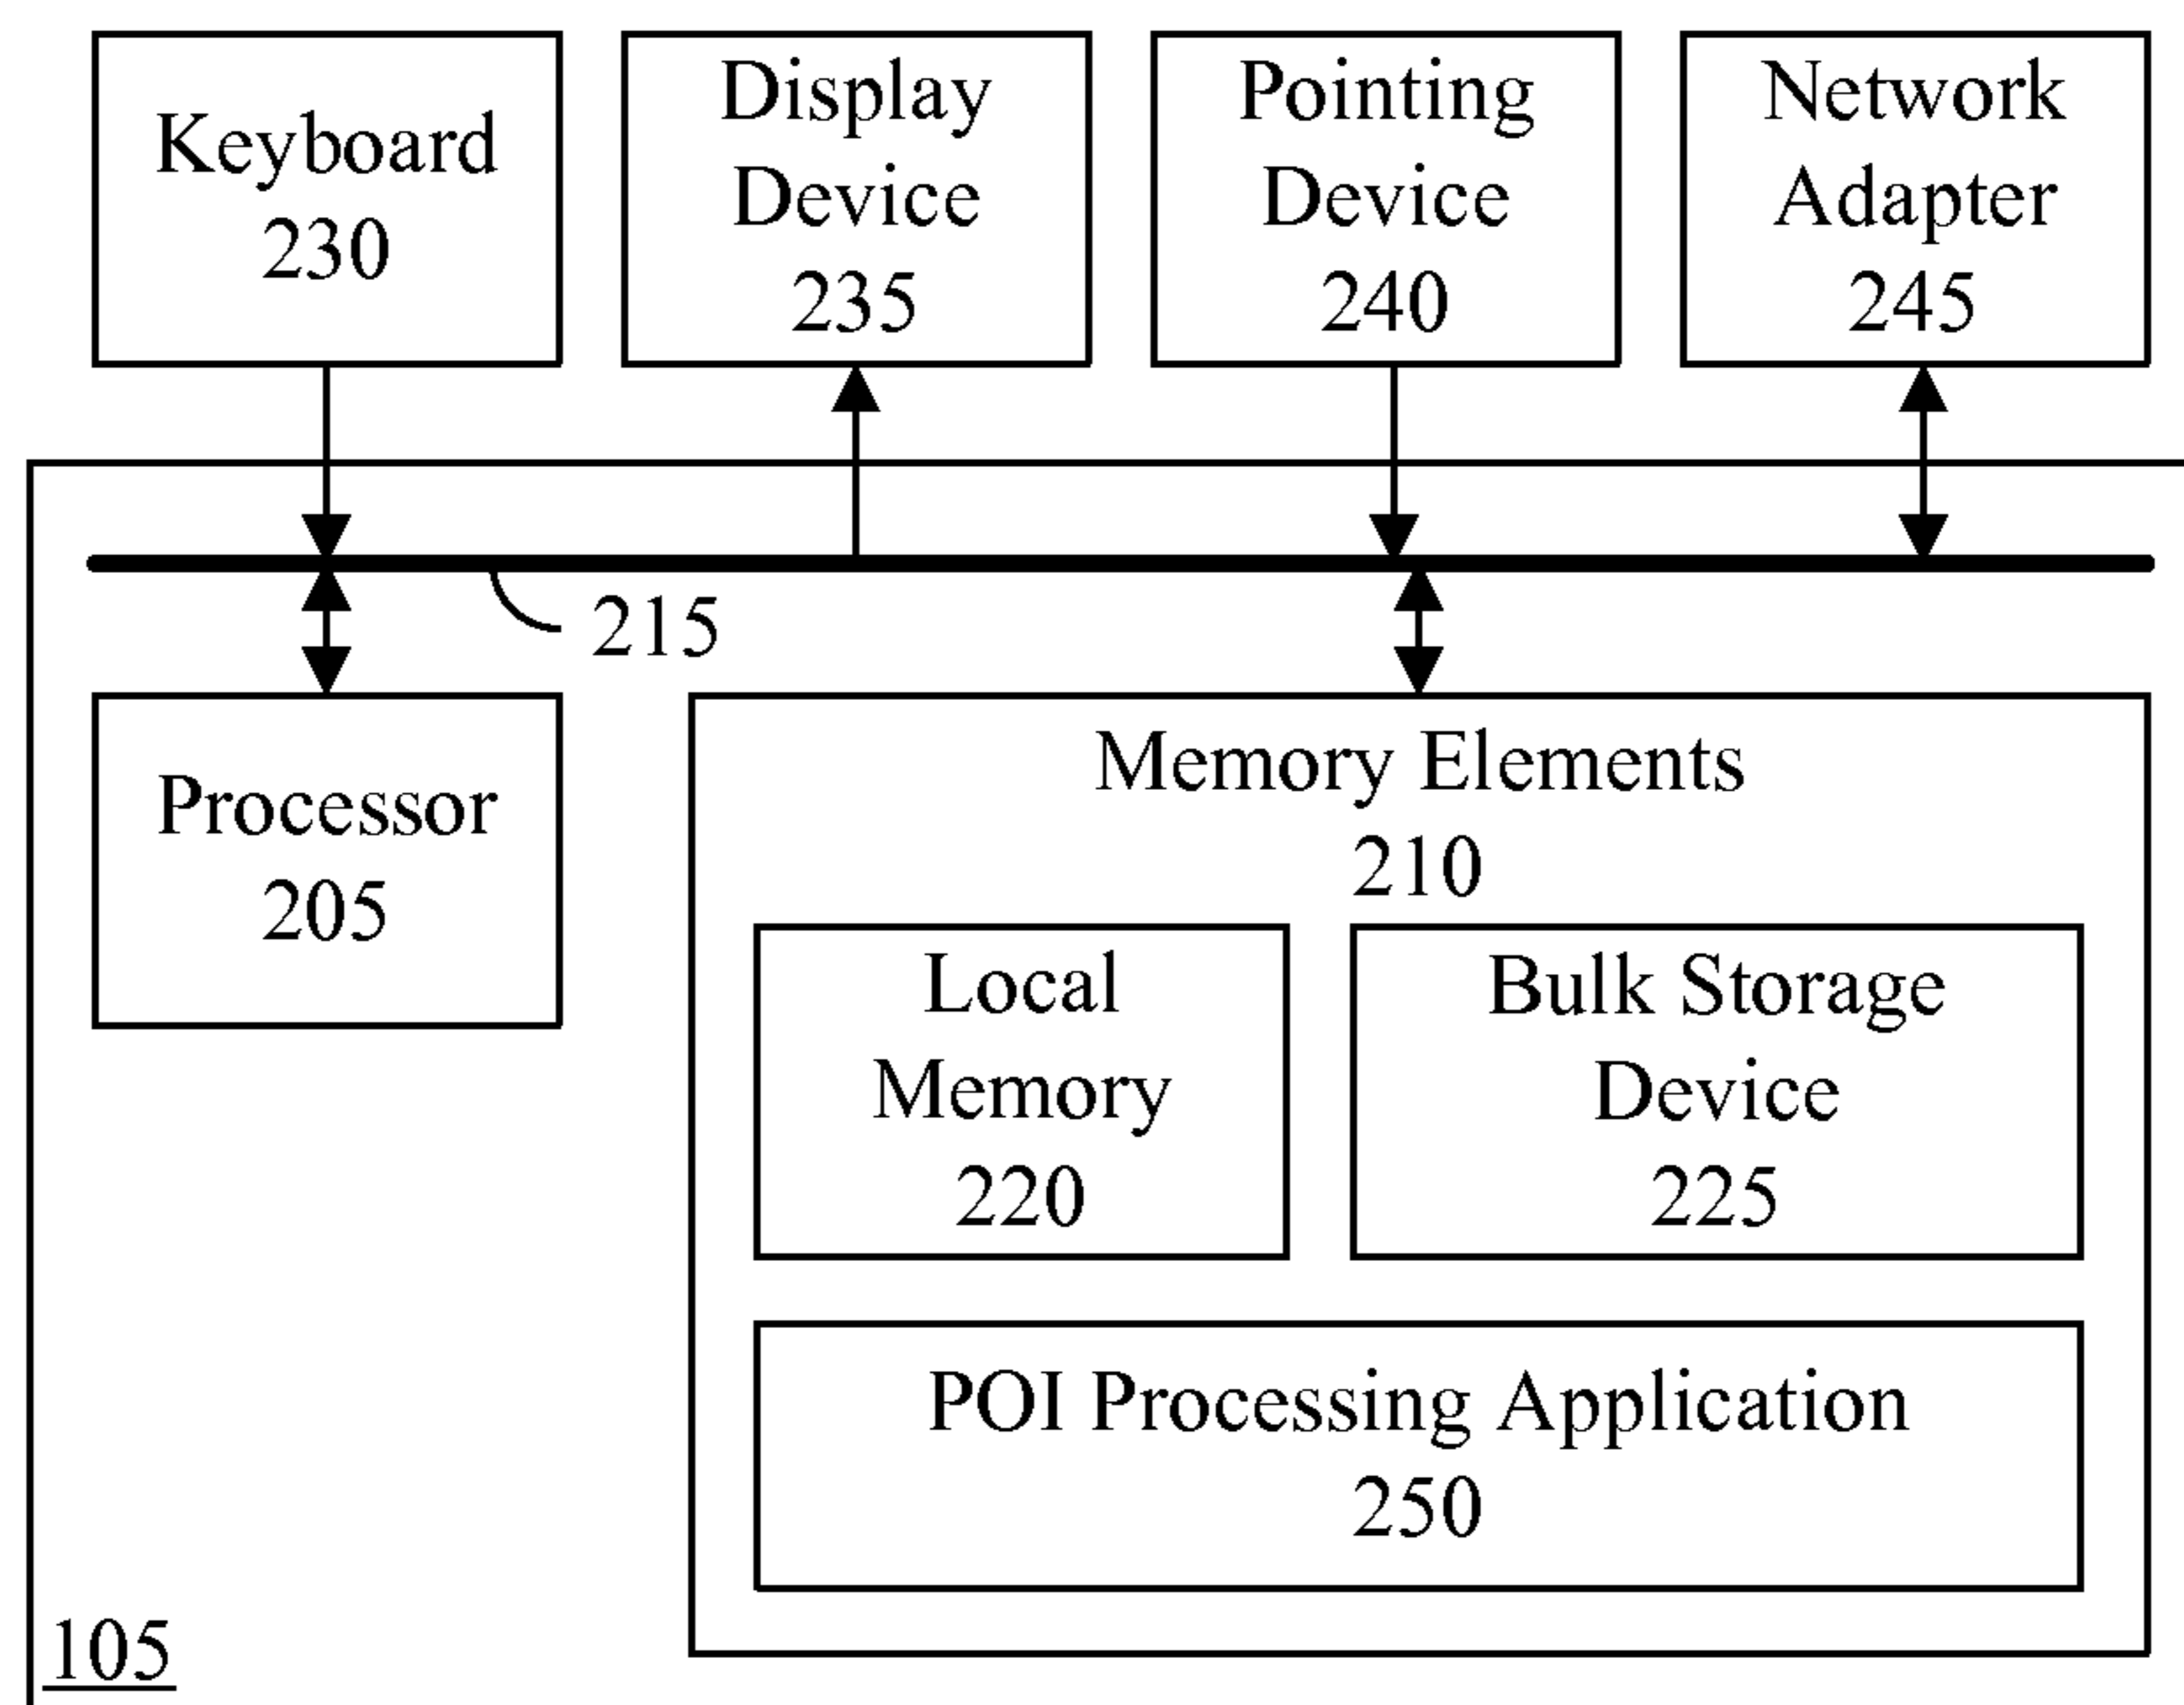 Keyboard
230
Display
Device
235
Pointing
Device
240
Network
Adapter
245
215
Processor
205
Memory Elements
210
Local
Memory
220
Bulk Storage
Device
225
POI Processing Application
250
105